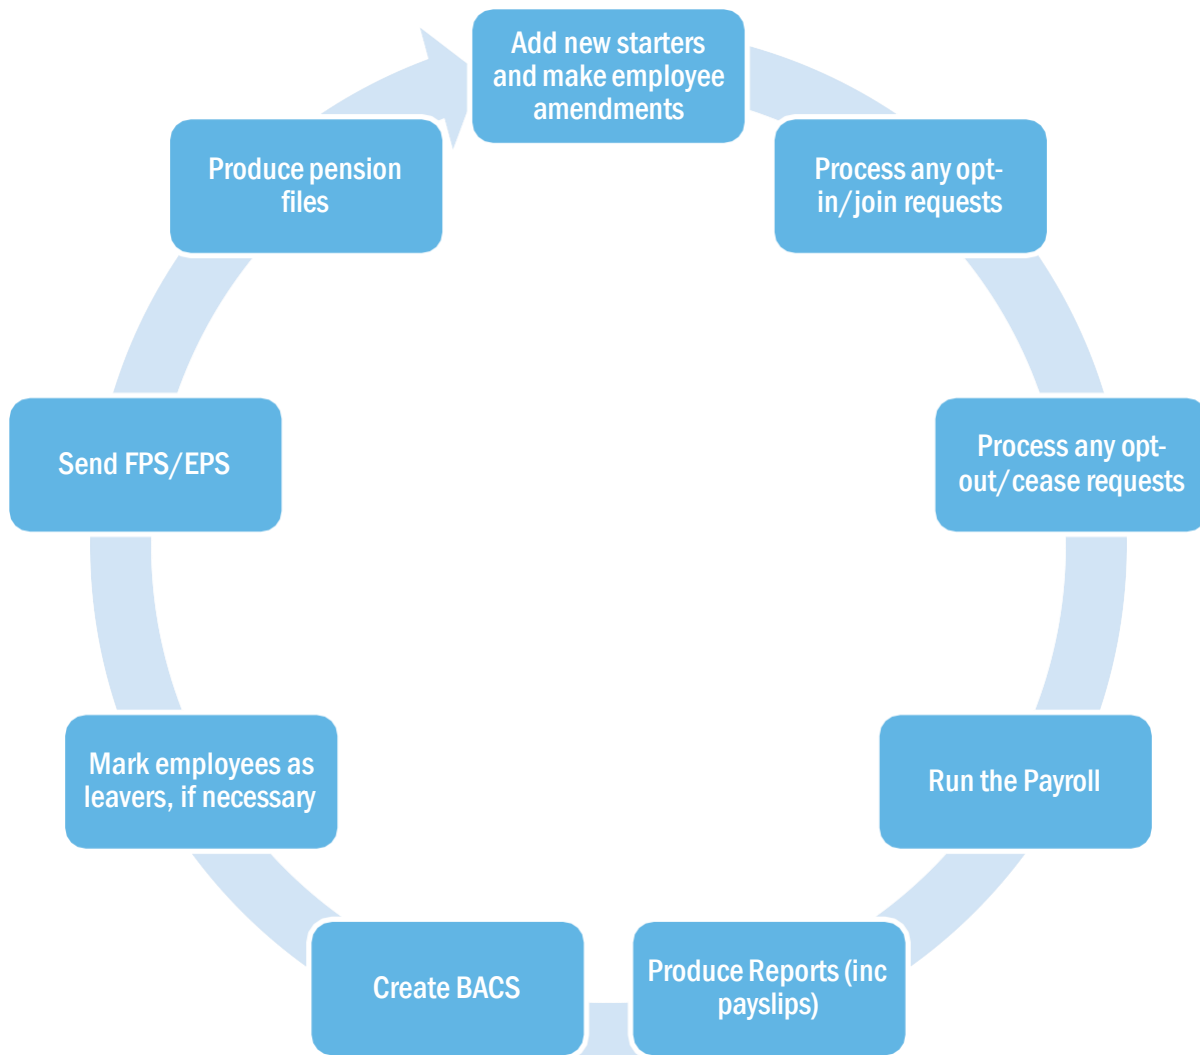 Add new starters
and make employee
amendments
Process any opt-
in/join requests
Process any opt-
out/cease requests
Run the Payroll
Produce Reports (inc
payslips)
Create BACS
Mark employees as
leavers, if necessary
Send FPS/EPS
Produce pension
files